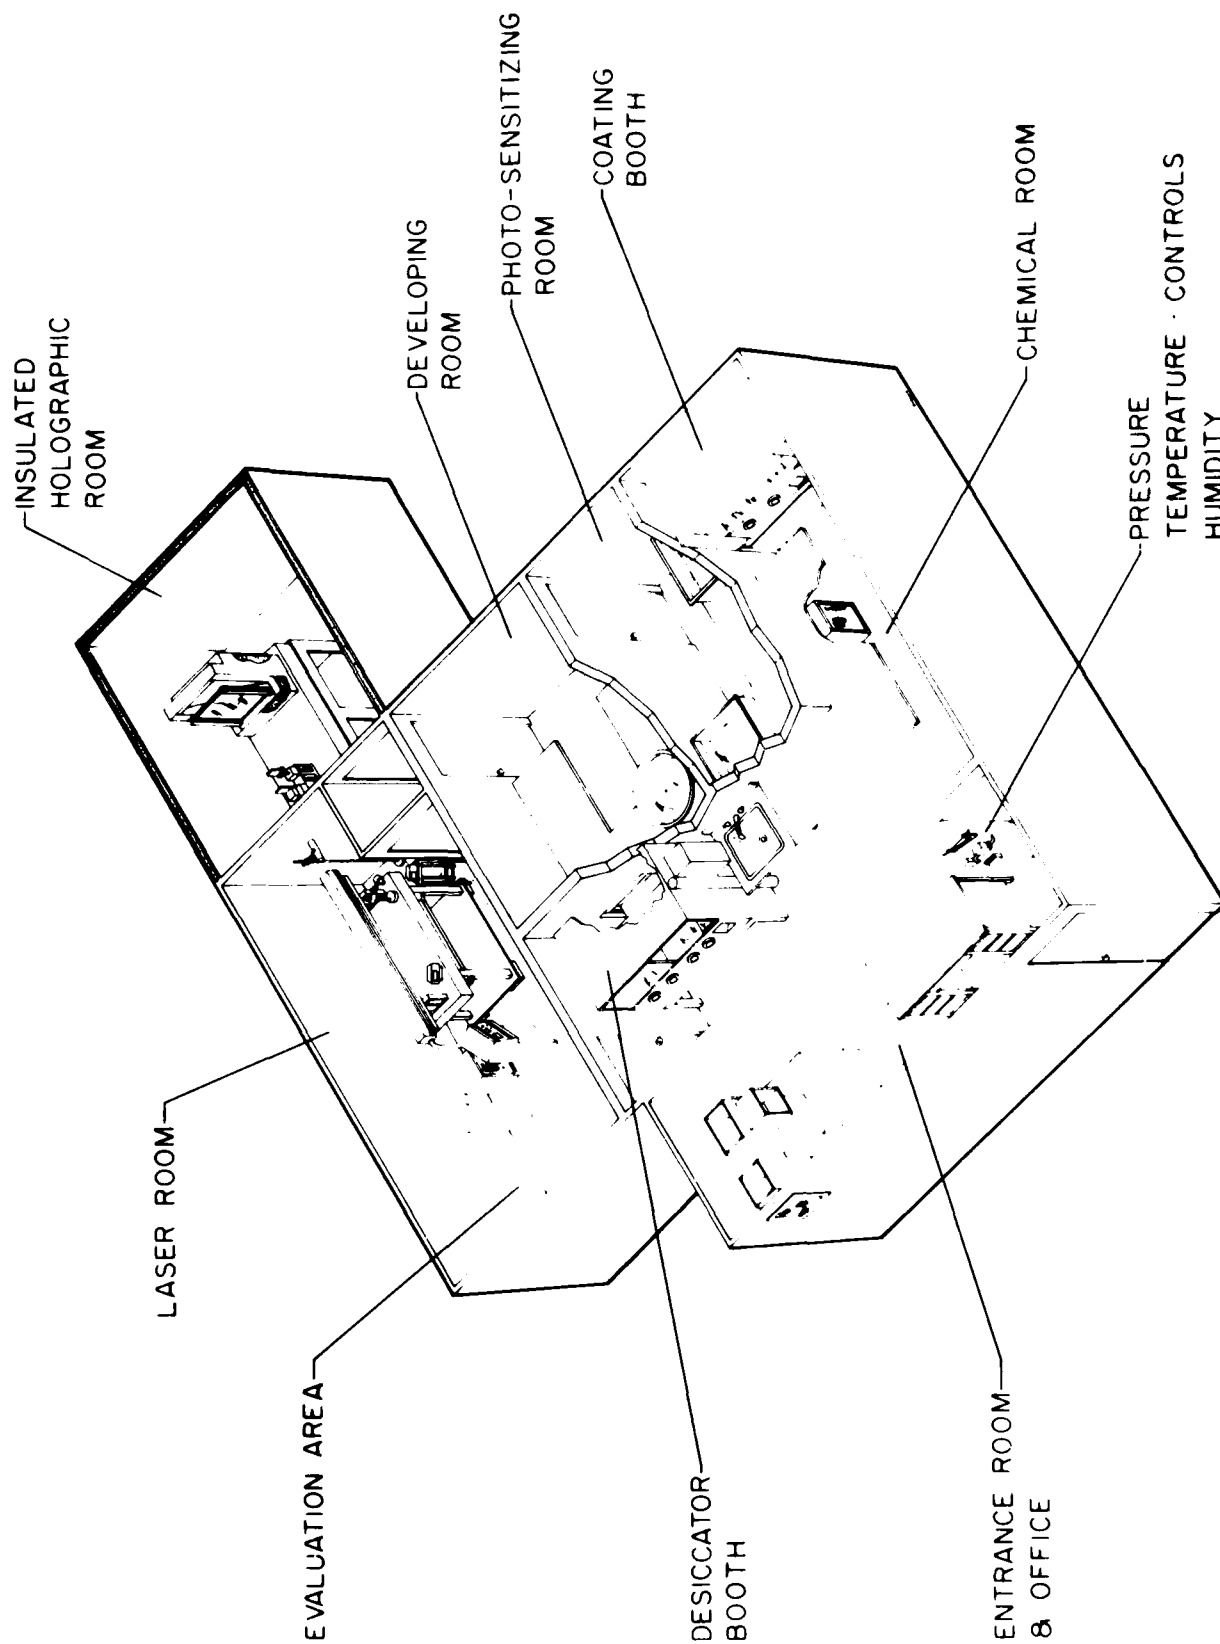 INSULATED
HOLOGRAPHIC
ROOM
DEVELOPING
ROOM
PHOTO-SENSITIZING
ROOM
COATING
BOOTH
CHEMICAL ROOM
PRESSURE
TEMPERATURE · CONTROLS
HUMIDITY
LASER ROOM
EVALUATION AREA
DESICCATOR
BOOTH
ENTRANCE ROOM
& OFFICE